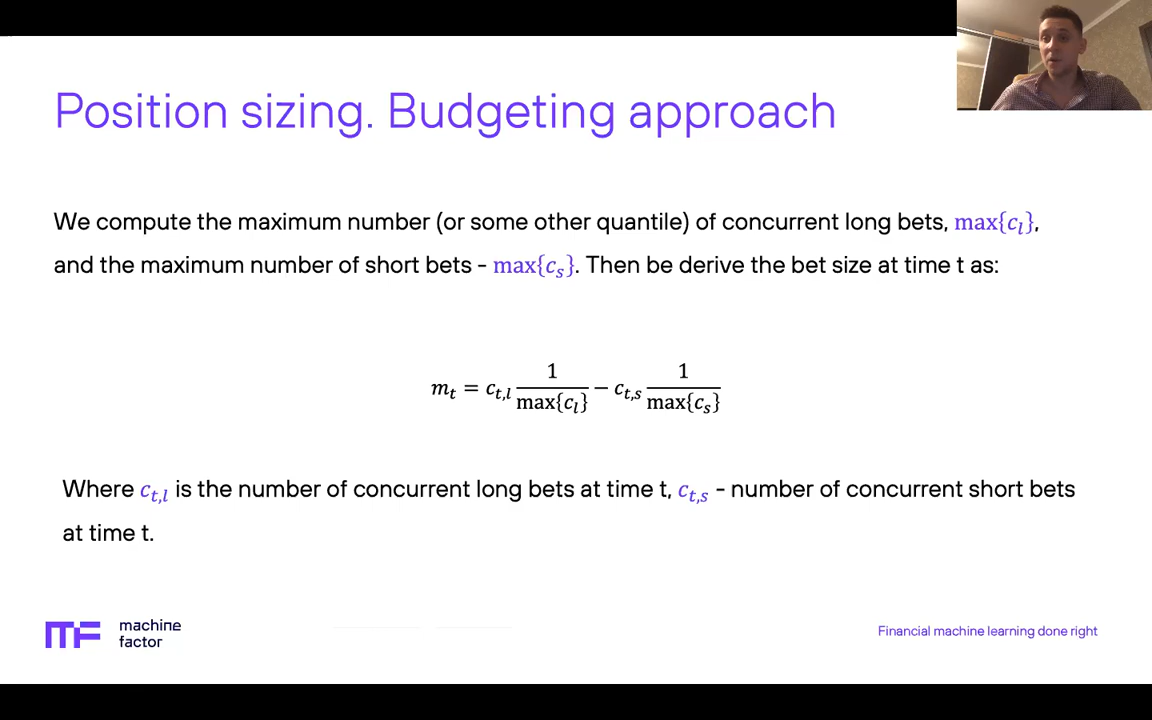 Position sizing. Budgeting approach
We compute the maximum number (or some other quantile) of concurrent long bets, max{c_l},
and the maximum number of short bets - max{c_s}. Then be derive the bet size at time t as:
m_t = c_{t,l} \frac{1}{max{c_l}} − c_{t,s} \frac{1}{max{c_s}}
Where c_{t,l} is the number of concurrent long bets at time t, c_{t,s} - number of concurrent short bets
at time t.
machine
factor
Financial machine learning done right